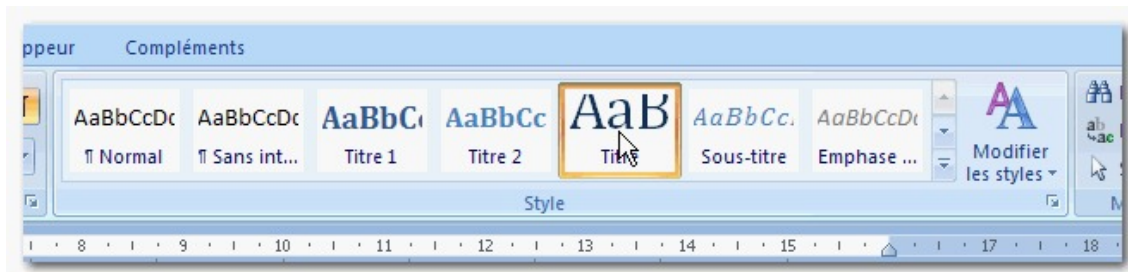 ppeur Compléments
AaBbCcDc AaBbCcDc AaBbC AaBbCc AaB AaBbCc. AaBbCcDc
¶ Normal ¶ Sans int... Titre 1 Titre 2 Titre Sous-titre Emphase ... Modifier
les styles
Style
8 9 10 11 12 13 14 15 17 18